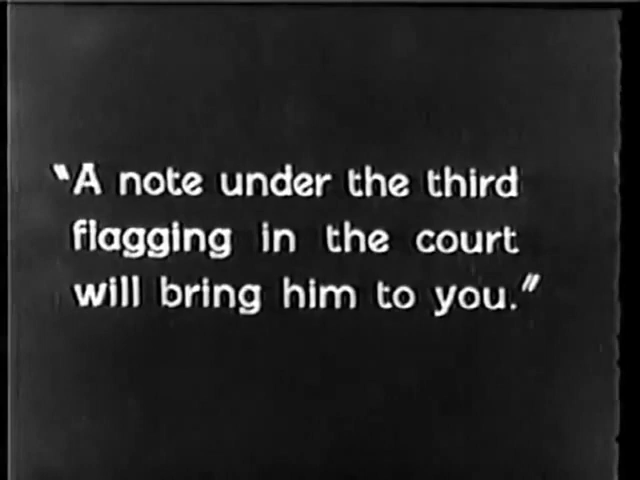 "A note under the third
flagging in the court
will bring him to you."